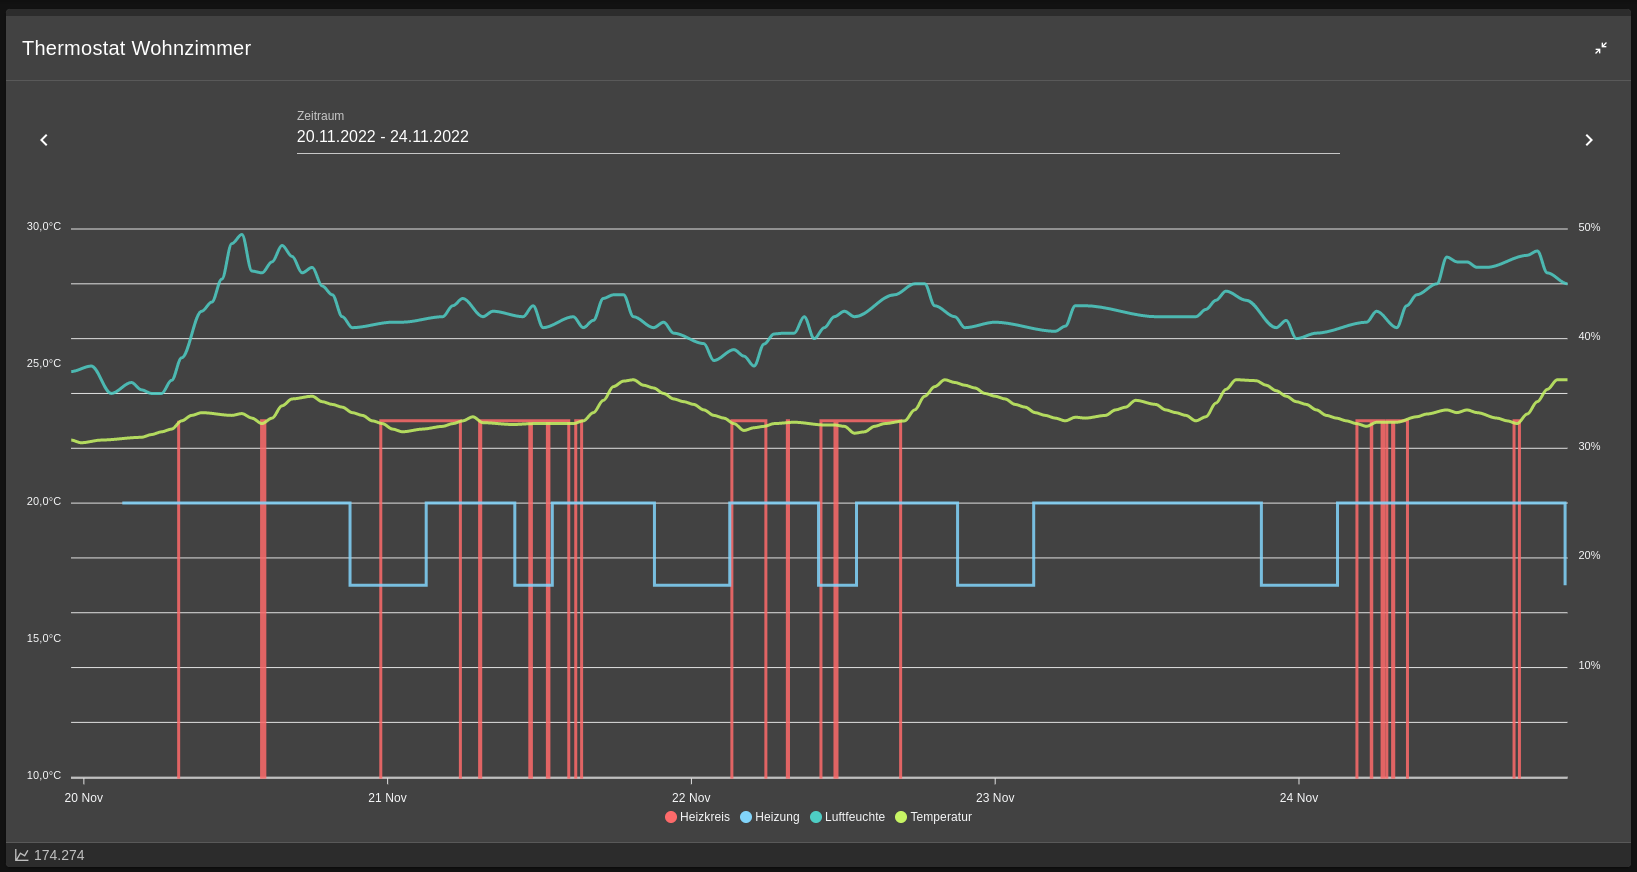 Thermostat Wohnzimmer
Zeitraum
20.11.2022 - 24.11.2022
30,0°C
50%
40%
25,0°C
30%
20,0°C
20%
15,0°C
10%
10,0°C
20 Nov 21 Nov 22 Nov 23 Nov 24 Nov
Heizkreis Heizung Luftfeuchte Temperatur
174.274